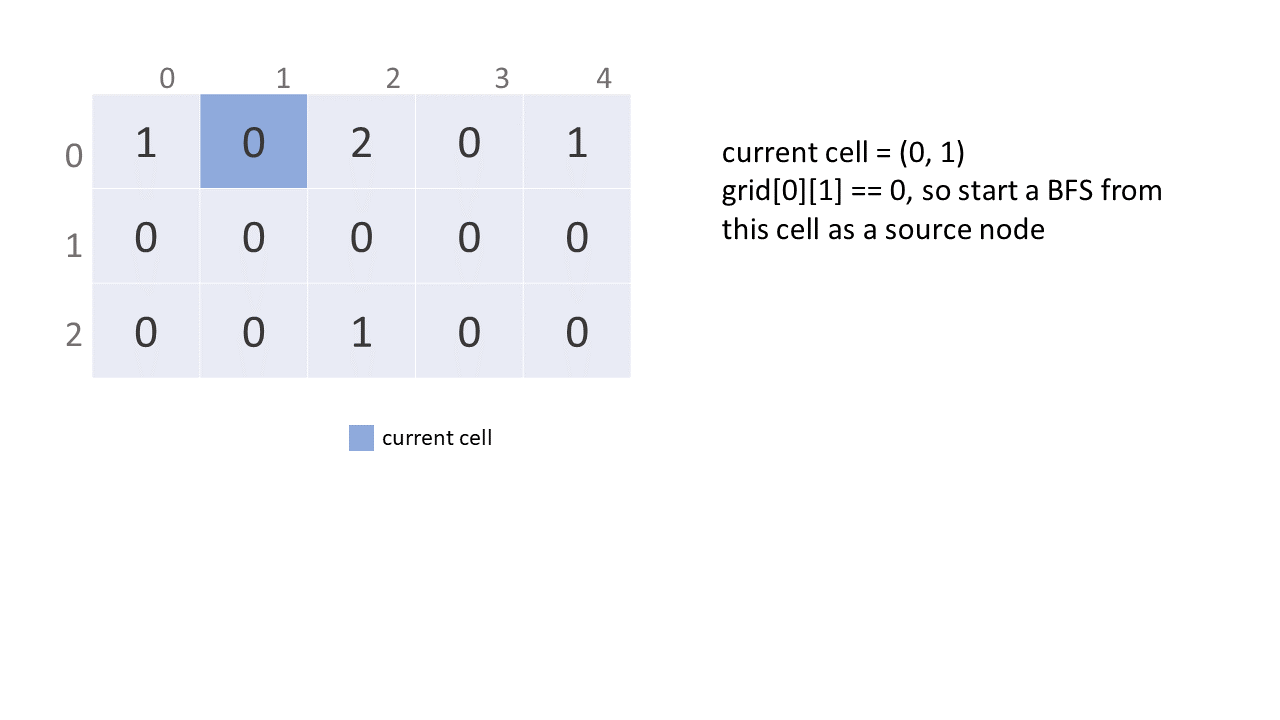 0 1 2 3 4
0 1 0 2 0 1
1 0 0 0 0 0
2 0 0 1 0 0
current cell
current cell = (0, 1)
grid[0][1] == 0, so start a BFS from
this cell as a source node